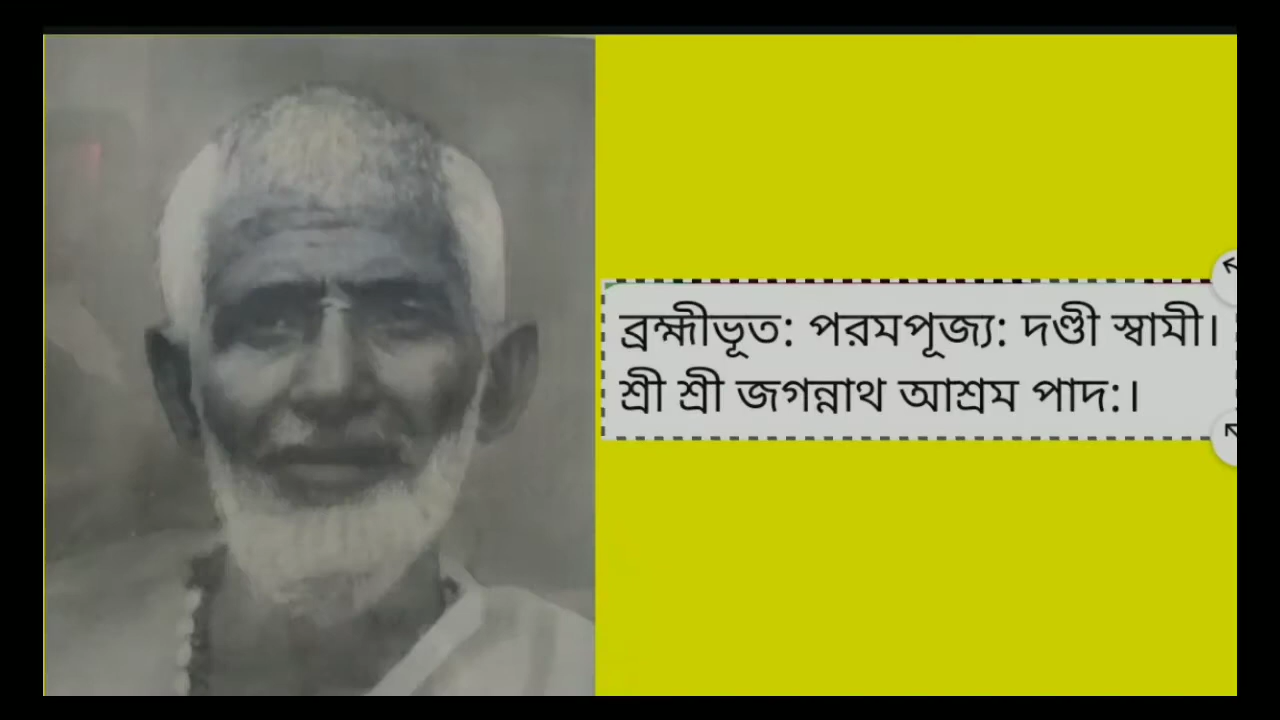 ব্রহ্মীভূত: পরমপূজ্য: দণ্ডী স্বামী।
শ্রী শ্রী জগন্নাথ আশ্রম পাদ:।